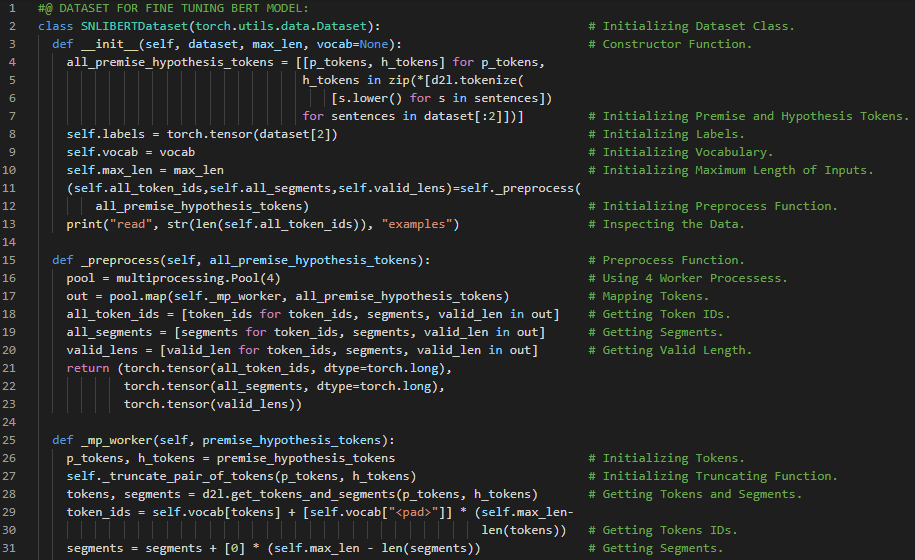 1 #@ DATASET FOR FINE TUNING BERT MODEL:
2 class SNLIBERTDataset(torch.utils.data.Dataset): # Initializing Dataset Class.
3 def __init__(self, dataset, max_len, vocab=None): # Constructor Function.
4 all_premise_hypothesis_tokens = [[p_tokens, h_tokens] for p_tokens,
5 h_tokens in zip(*[d2l.tokenize(
6 [s.lower() for s in sentences])
7 for sentences in dataset[:2]])] # Initializing Premise and Hypothesis Tokens.
8 self.labels = torch.tensor(dataset[2]) # Initializing Labels.
9 self.vocab = vocab # Initializing Vocabulary.
10 self.max_len = max_len # Initializing Maximum Length of Inputs.
11 (self.all_token_ids,self.all_segments,self.valid_lens)=self._preprocess(
12 all_premise_hypothesis_tokens) # Initializing Preprocess Function.
13 print("read", str(len(self.all_token_ids)), "examples") # Inspecting the Data.
14
15 def _preprocess(self, all_premise_hypothesis_tokens): # Preprocess Function.
16 pool = multiprocessing.Pool(4) # Using 4 Worker Processess.
17 out = pool.map(self._mp_worker, all_premise_hypothesis_tokens) # Mapping Tokens.
18 all_token_ids = [token_ids for token_ids, segments, valid_len in out] # Getting Token IDs.
19 all_segments = [segments for token_ids, segments, valid_len in out] # Getting Segments.
20 valid_lens = [valid_len for token_ids, segments, valid_len in out] # Getting Valid Length.
21 return (torch.tensor(all_token_ids, dtype=torch.long),
22 torch.tensor(all_segments, dtype=torch.long),
23 torch.tensor(valid_lens))
24
25 def _mp_worker(self, premise_hypothesis_tokens):
26 p_tokens, h_tokens = premise_hypothesis_tokens # Initializing Tokens.
27 self._truncate_pair_of_tokens(p_tokens, h_tokens) # Initializing Truncating Function.
28 tokens, segments = d2l.get_tokens_and_segments(p_tokens, h_tokens) # Getting Tokens and Segments.
29 token_ids = self.vocab[tokens] + [self.vocab["<pad>"]] * (self.max_len-
30 len(tokens)) # Getting Tokens IDs.
31 segments = segments + [0] * (self.max_len - len(segments)) # Getting Segments.